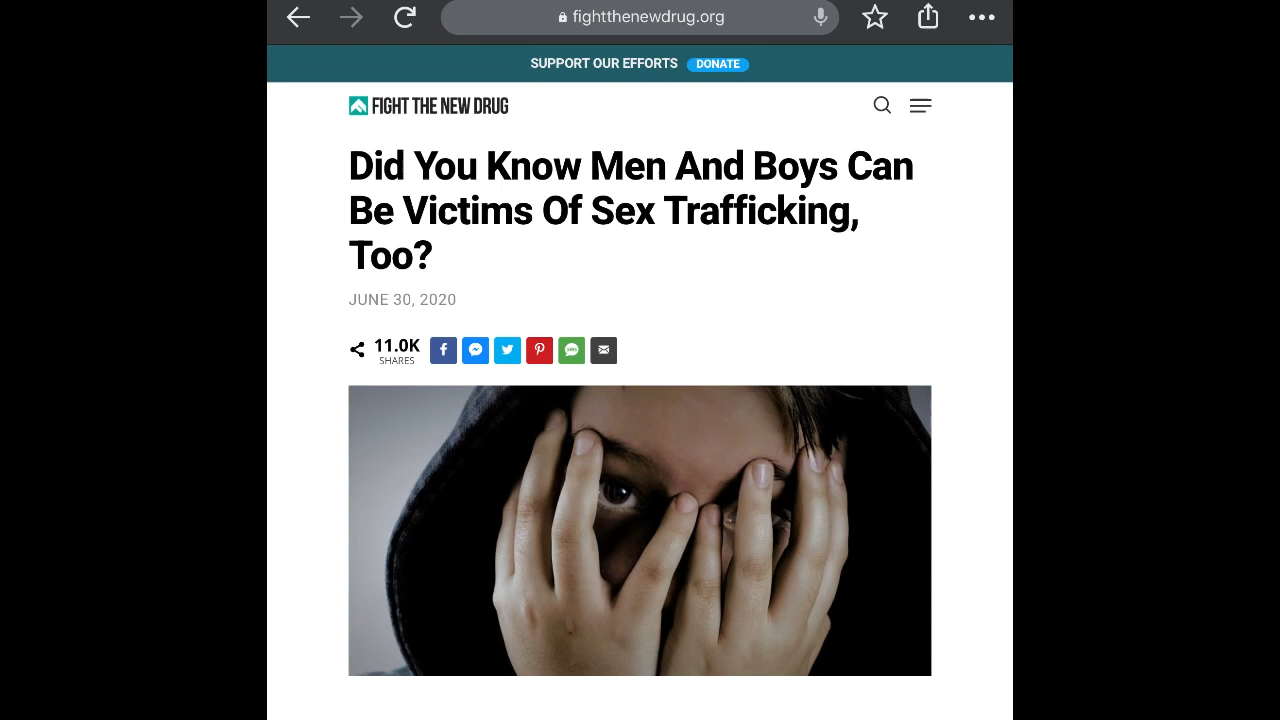 fightthenewdrug.org
SUPPORT OUR EFFORTS DONATE
FIGHT THE NEW DRUG
Did You Know Men And Boys Can
Be Victims Of Sex Trafficking,
Too?
JUNE 30, 2020
11.0K
SHARES